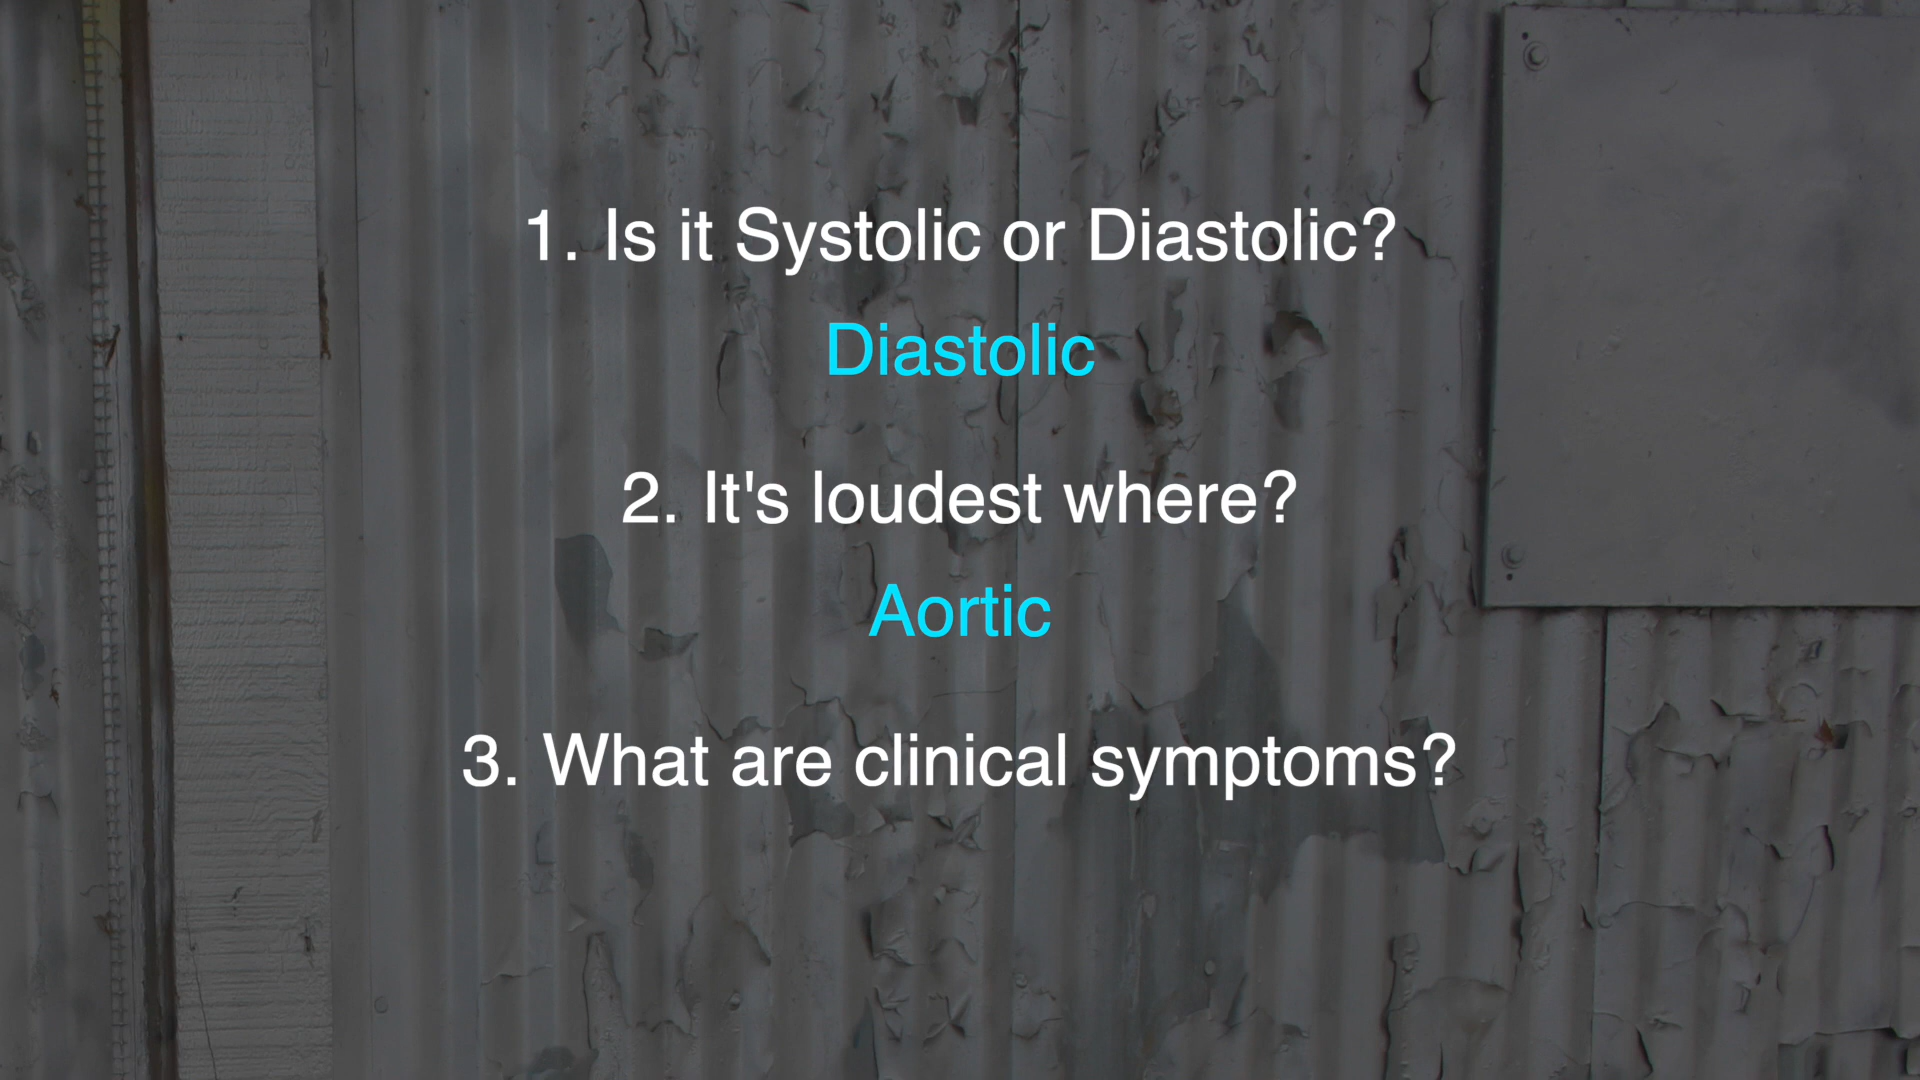 1. Is it Systolic or Diastolic?
Diastolic
2. It's loudest where?
Aortic
3. What are clinical symptoms?